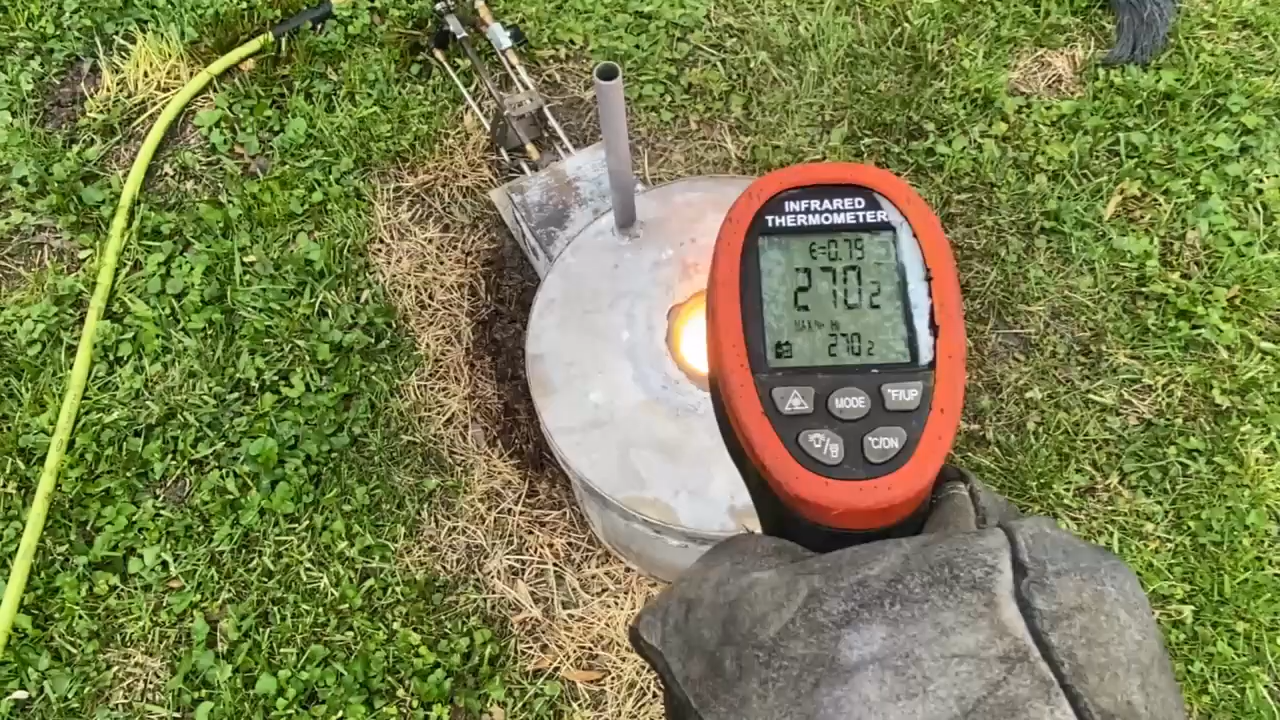 INFRARED
THERMOMETER
ε=0.79
2702
MAX
2702
MODE
°F/UP
°C/DN